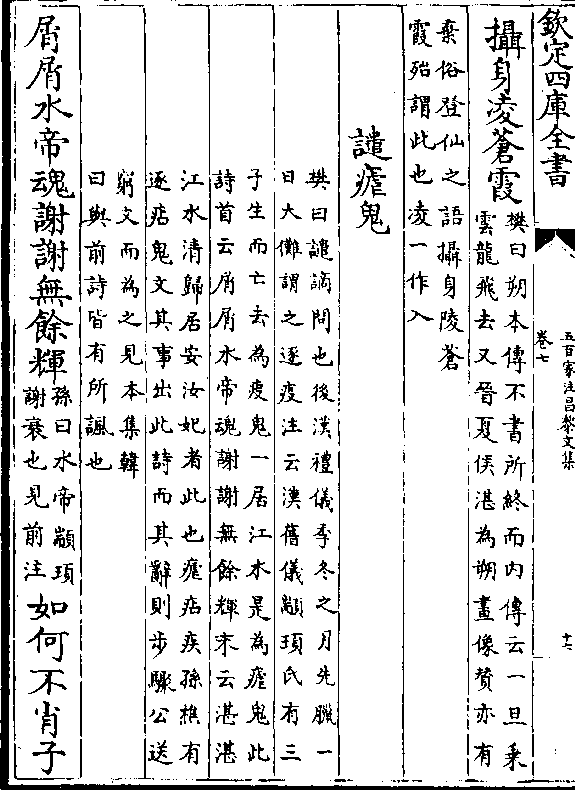 欽定四庫全書
五百家注昌黎文集
卷七
十七
攝身凌蒼霞
樊曰朔本傳不書所終而内傳云一旦乗
雲龍飛去又晉夏侯湛為朔畫像贊亦有
棄俗登仙之語攝身陵蒼
霞殆謂此也凌一作入
譴瘧鬼
樊曰譴謫問也後漢禮儀季冬之月先臘一
日大儺謂之逐疫注云漢舊儀顓頊氏有三
子生而亡去為疫鬼一居江水是為瘧鬼此
詩首云屑屑水帝魂謝謝無餘輝末云湛湛
江水清歸居安汝妃者此也瘧痁疾孫樵有
逐痁鬼文其事出此詩而其辭則步驟公送
窮文而為之見本集韓
曰與前詩皆有所諷也
屑屑水帝魂謝謝無餘輝
孫曰水帝顓頊
謝衰也見前注
如何不肖子